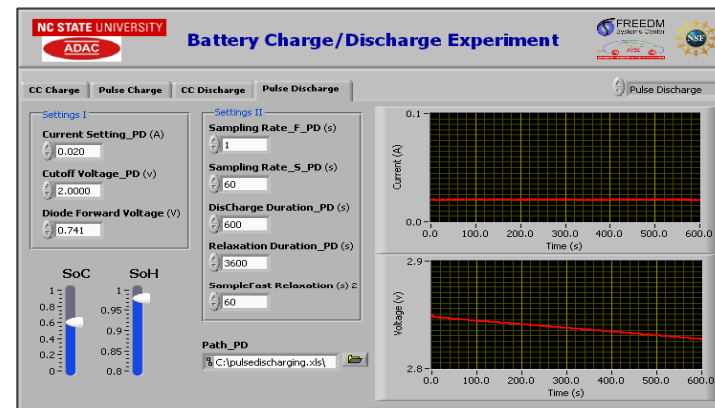 NC STATE UNIVERSITY
ADAC
Battery Charge/Discharge Experiment
FREEDM
Systems Center
NSF
CC Charge Pulse Charge CC Discharge Pulse Discharge
Pulse Discharge
Settings I
Current Setting_PD (A)
0.020
Cutoff Voltage_PD (v)
2.0000
Diode Forward Voltage (V)
0.741
SoC SoH
1
0.8
0.6
0.4
0.2
0
1
0.95
0.9
0.85
0.8
Settings II
Sampling Rate_F_PD (s)
1
Sampling Rate_S_PD (s)
60
DisCharge Duration_PD (s)
600
Relaxation Duration_PD (s)
3600
SampleFast Relaxation (s) 2
60
Path_PD
C:\pulsedischarging.xls\
0.1
Current (A)
0.0
0.0 100.0 200.0 300.0 400.0 500.0 600.0
Time (s)
2.9
Voltage (v)
2.8
0.0 100.0 200.0 300.0 400.0 500.0 600.0
Time (s)